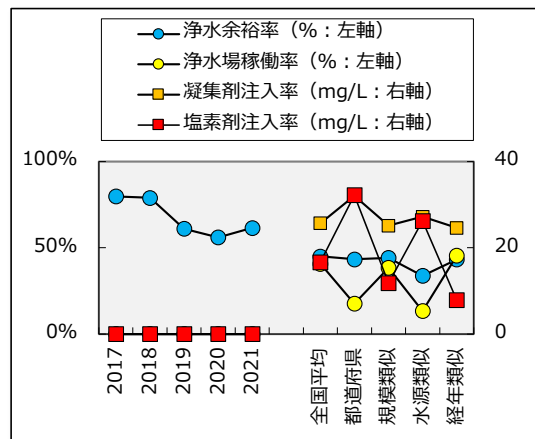 浄水余裕率（%：左軸）
浄水場稼働率（%：左軸）
凝集剤注入率（mg/L：右軸）
塩素剤注入率（mg/L：右軸）
100%
40
50%
20
0%
0
2017
2018
2019
2020
2021
全国平均
都道府県
規模類似
水源類似
経年類似